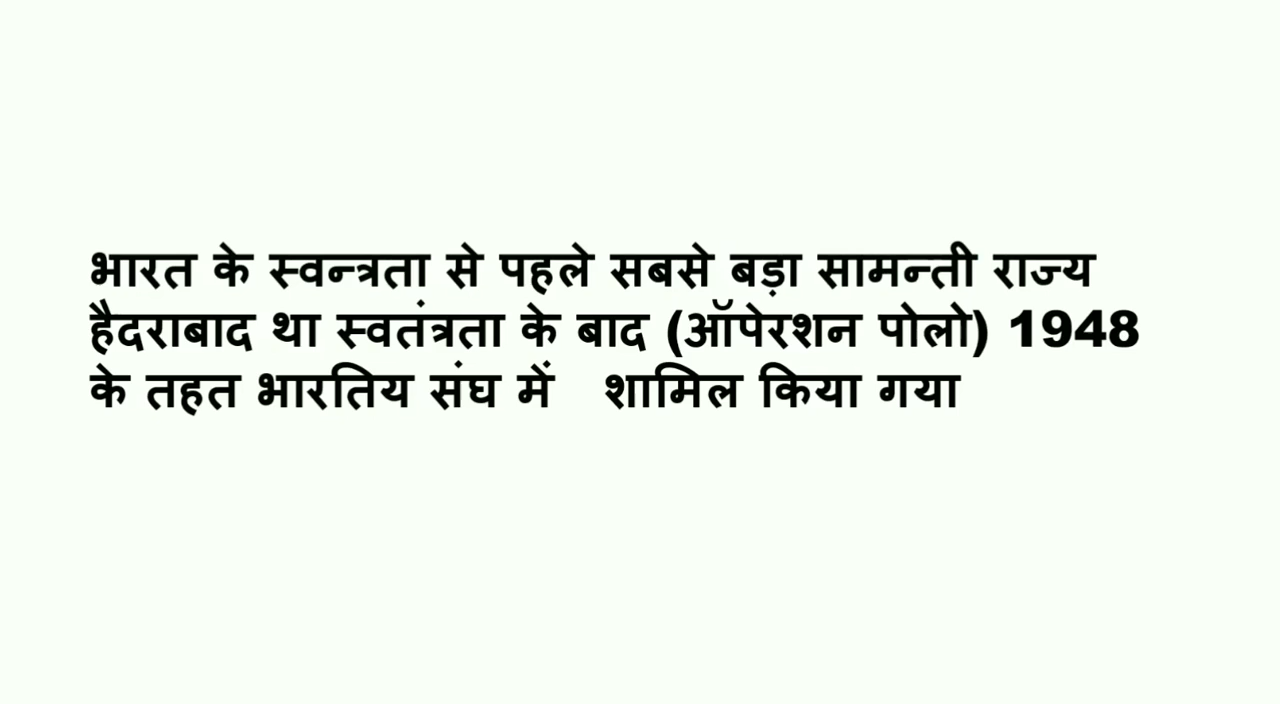 भारत के स्वन्त्रता से पहले सबसे बड़ा सामन्ती राज्य
हैदराबाद था स्वतंत्रता के बाद (ऑपेरशन पोलो) 1948
के तहत भारतिय संघ में शामिल किया गया